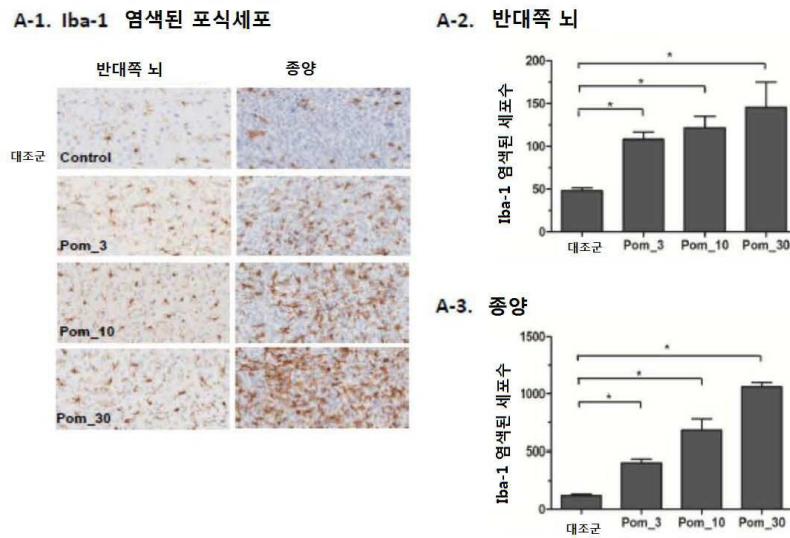 A-1. Iba-1 염색된 포식세포
반대쪽 뇌 종양
대조군
Control
Pom_3
Pom_10
Pom_30
A-2. 반대쪽 뇌
Iba-1 염색된 세포수
200
150
100
50
0
* 
* 
* 
대조군 Pom_3 Pom_10 Pom_30
A-3. 종양
Iba-1 염색된 세포수
1500
1000
500
0
* 
* 
* 
대조군 Pom_3 Pom_10 Pom_30